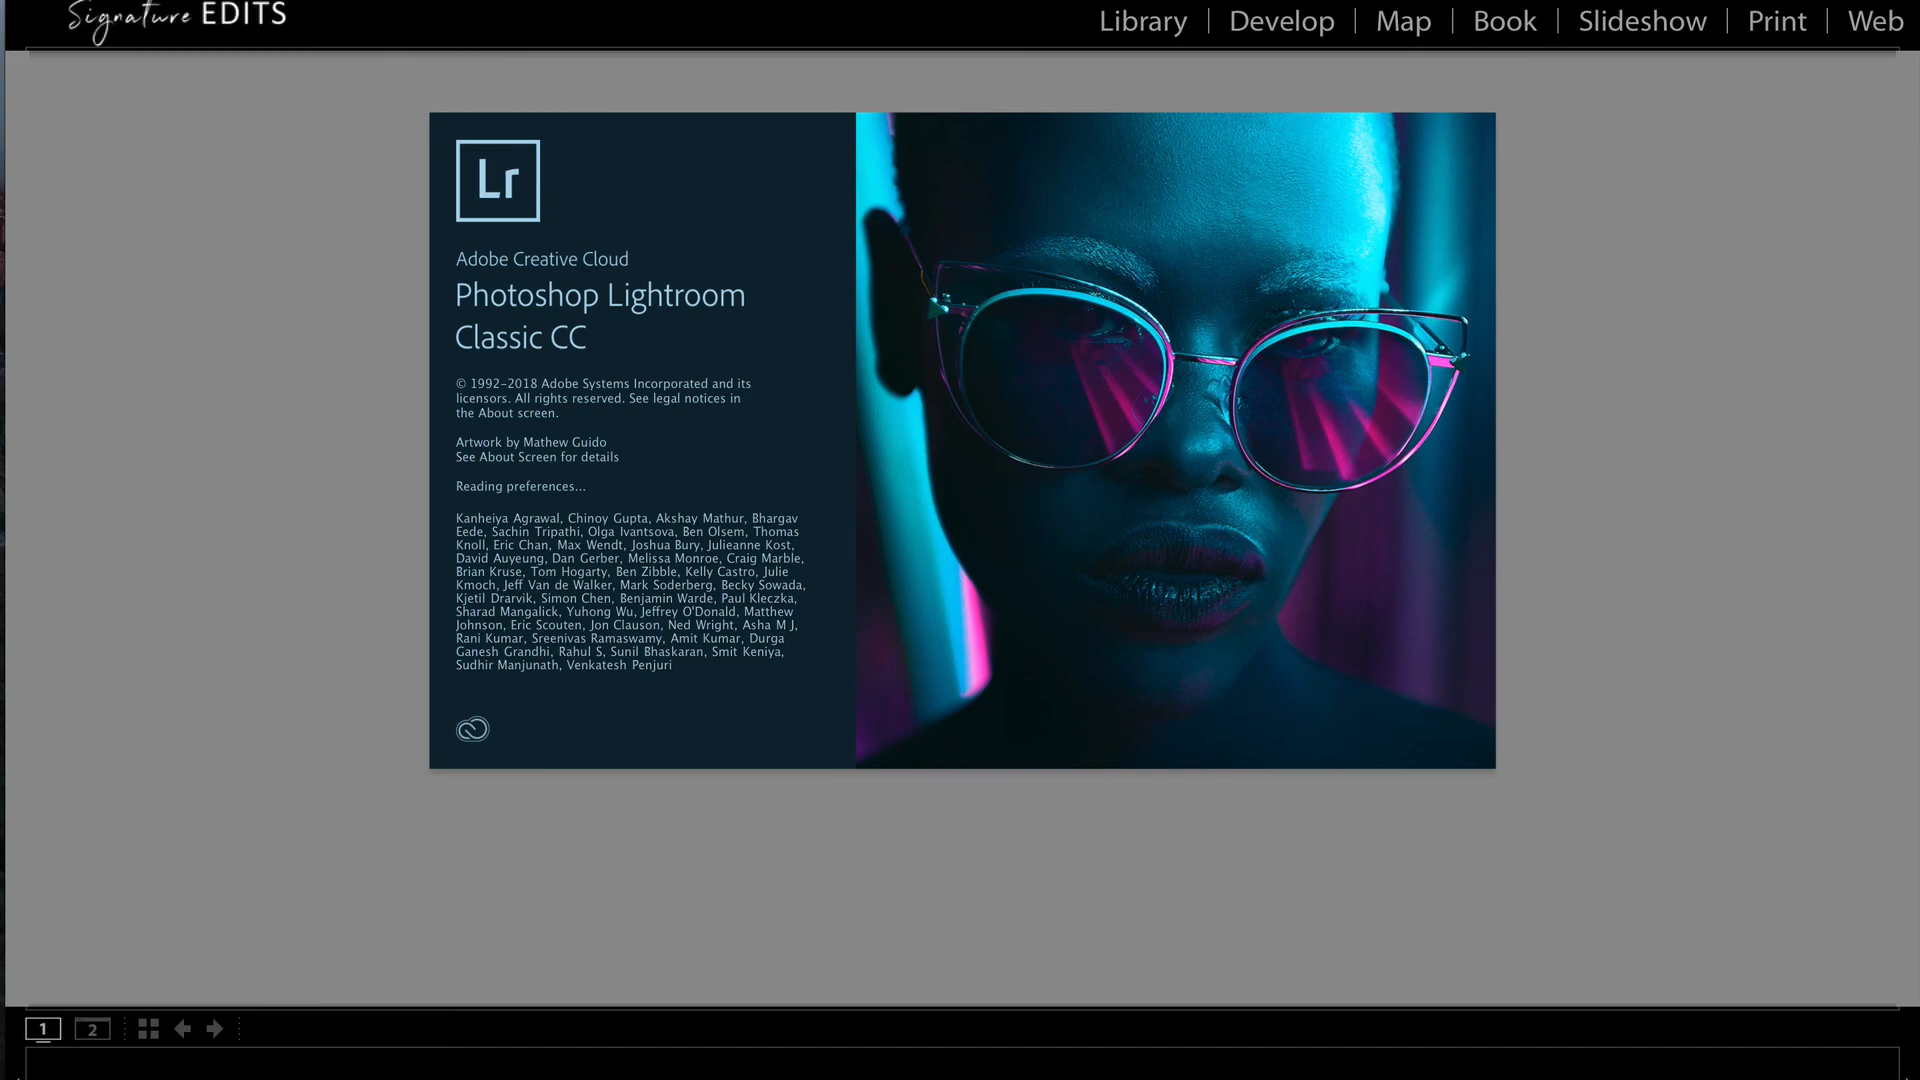 Signature EDITS
Library | Develop | Map | Book | Slideshow | Print | Web
Lr
Adobe Creative Cloud
Photoshop Lightroom
Classic CC
© 1992-2018 Adobe Systems Incorporated and its
licensors. All rights reserved. See legal notices in
the About screen.
Artwork by Mathew Guido
See About Screen for details
Reading preferences...
Kanheiya Agrawal, Chinoy Gupta, Akshay Mathur, Bhargav
Eede, Sachin Tripathi, Olga Ivantsova, Ben Olsem, Thomas
Knoll, Eric Chan, Max Wendt, Joshua Bury, Julieanne Kost,
David Auyeung, Dan Gerber, Melissa Monroe, Craig Marble,
Brian Kruse, Tom Hogarty, Ben Zibble, Kelly Castro, Julie
Kmoch, Jeff Van de Walker, Mark Soderberg, Becky Sowada,
Kjetil Drarvik, Simon Chen, Benjamin Warde, Paul Kleczka,
Sharad Mangalick, Yuhong Wu, Jeffrey O'Donald, Matthew
Johnson, Eric Scouten, Jon Clauson, Ned Wright, Asha M J,
Rani Kumar, Sreenivas Ramaswamy, Amit Kumar, Durga
Ganesh Grandhi, Rahul S, Sunil Bhaskaran, Smit Keniya,
Sudhir Manjunath, Venkatesh Penjuri
1 2